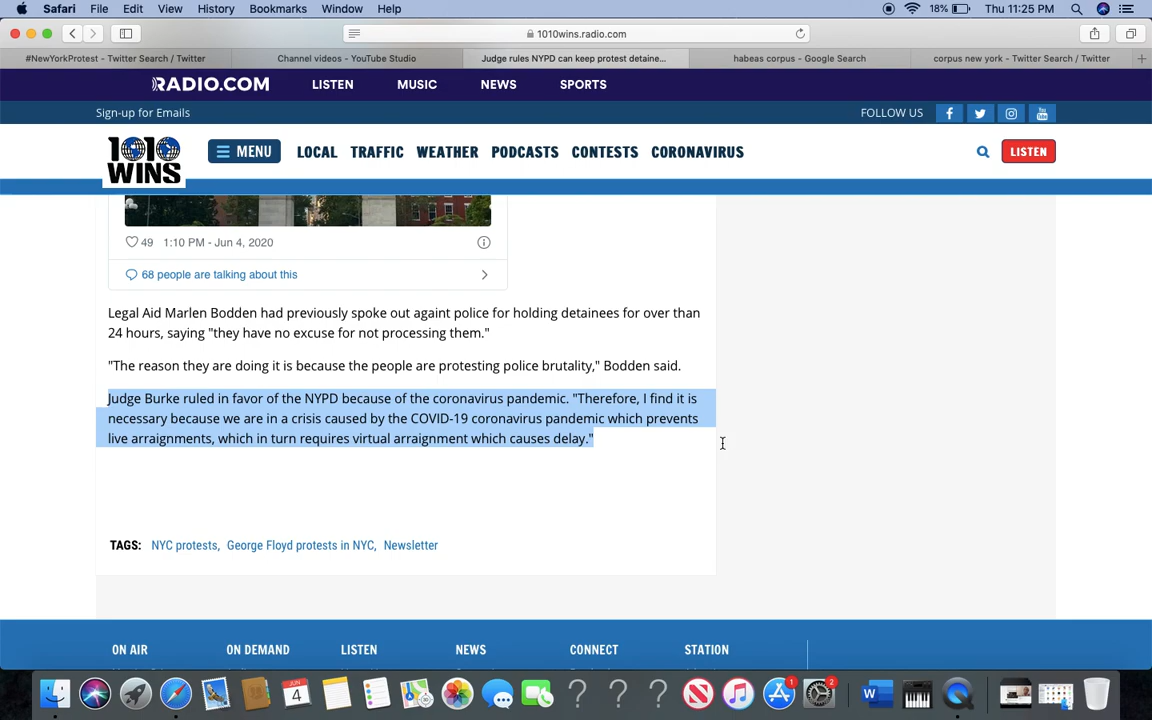 Safari File Edit View History Bookmarks Window Help 18% Thu 11:25 PM
1010wins.radio.com
#NewYorkProtest - Twitter Search / Twitter Channel videos - YouTube Studio Judge rules NYPD can keep protest detaine... habeas corpus - Google Search corpus new york - Twitter Search / Twitter
RADIO.COM LISTEN MUSIC NEWS SPORTS
Sign-up for Emails FOLLOW US
1010 WINS MENU LOCAL TRAFFIC WEATHER PODCASTS CONTESTS CORONAVIRUS LISTEN
49 1:10 PM - Jun 4, 2020
68 people are talking about this
Legal Aid Marlen Bodden had previously spoke out againt police for holding detainees for over than
24 hours, saying "they have no excuse for not processing them."
"The reason they are doing it is because the people are protesting police brutality," Bodden said.
Judge Burke ruled in favor of the NYPD because of the coronavirus pandemic. "Therefore, I find it is
necessary because we are in a crisis caused by the COVID-19 coronavirus pandemic which prevents
live arraignments, which in turn requires virtual arraignment which causes delay."
TAGS: NYC protests, George Floyd protests in NYC, Newsletter
ON AIR ON DEMAND LISTEN NEWS CONNECT STATION